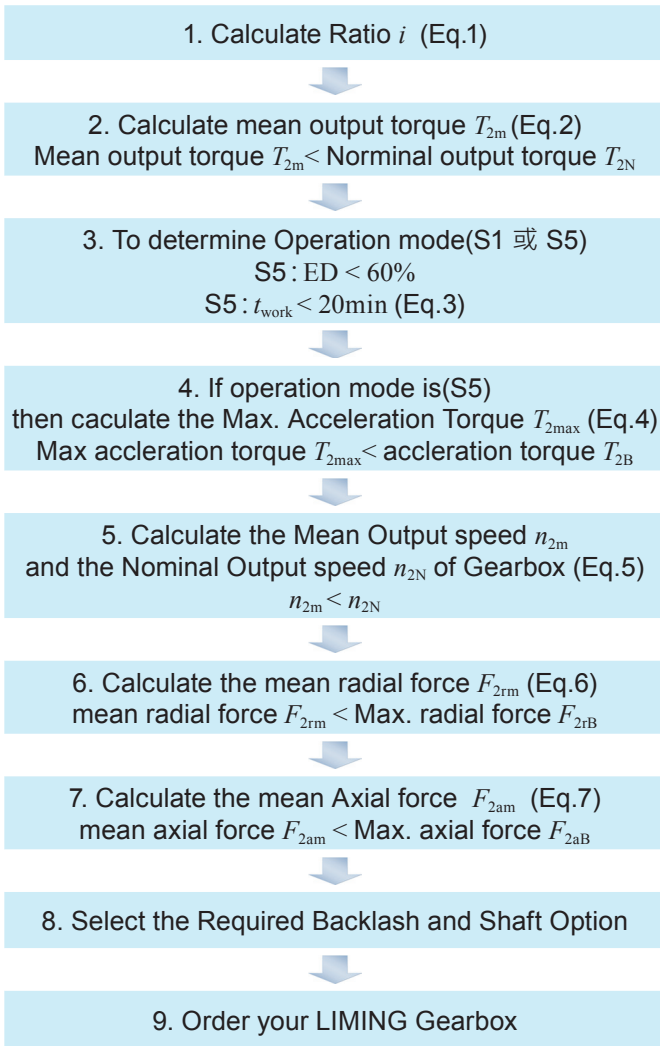 1. Calculate Ratio i (Eq.1)
2. Calculate mean output torque T2m (Eq.2)
Mean output torque T2m< Norminal output torque T2N
3. To determine Operation mode(S1 或 S5)
S5 : ED < 60%
S5 : twork < 20min (Eq.3)
4. If operation mode is(S5)
then caculate the Max. Acceleration Torque T2max (Eq.4)
Max accleration torque T2max< accleration torque T2B
5. Calculate the Mean Output speed n2m
and the Nominal Output speed n2N of Gearbox (Eq.5)
n2m < n2N
6. Calculate the mean radial force F2rm (Eq.6)
mean radial force F2rm < Max. radial force F2rB
7. Calculate the mean Axial force F2am (Eq.7)
mean axial force F2am < Max. axial force F2aB
8. Select the Required Backlash and Shaft Option
9. Order your LIMING Gearbox